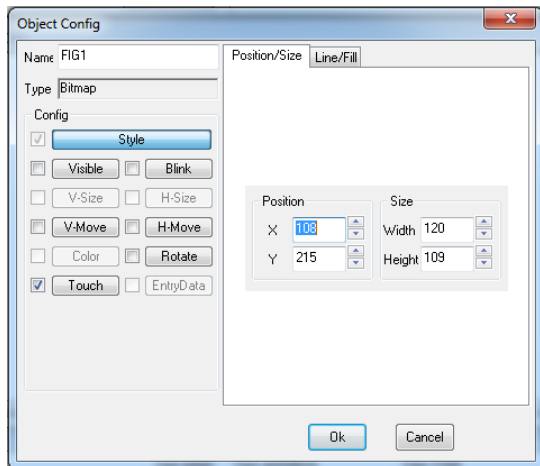 Object Config
Name FIG1
Type Bitmap
Config
Style
Visible Blink
V-Size H-Size
V-Move H-Move
Color Rotate
Touch EntryData
Position/Size Line/Fill
Position Size
X 108 Width 120
Y 215 Height 109
Ok Cancel